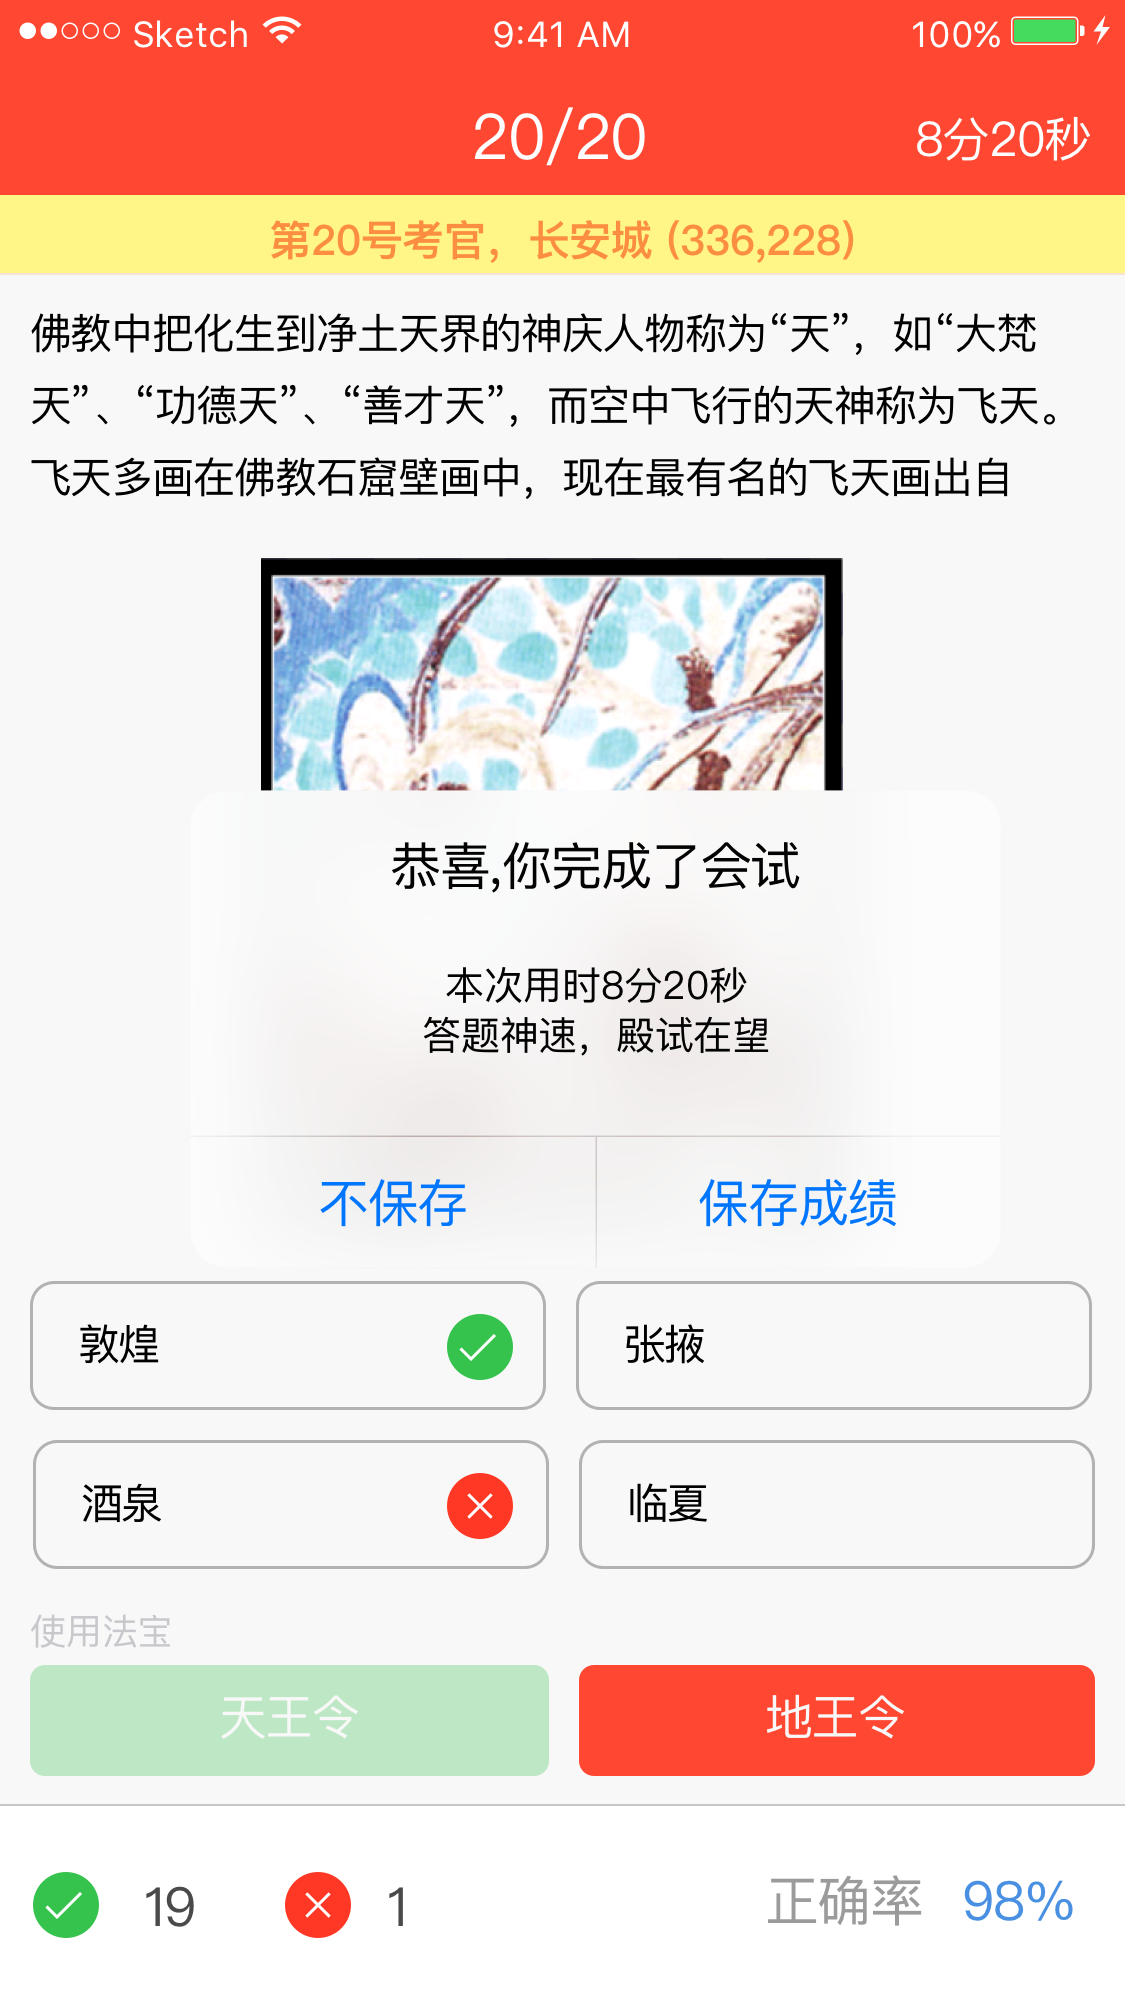 Sketch 9:41 AM 100%
20/20 8分20秒
第20号考官，长安城 (336,228)
佛教中把化生到净土天界的神庆人物称为“天”，如“大梵
天”、“功德天”、“善才天”，而空中飞行的天神称为飞天。
飞天多画在佛教石窟壁画中，现在最有名的飞天画出自
恭喜,你完成了会试
本次用时8分20秒
答题神速，殿试在望
不保存 保存成绩
敦煌 张掖
酒泉 临夏
使用法宝
天王令 地王令
19 1 正确率 98%